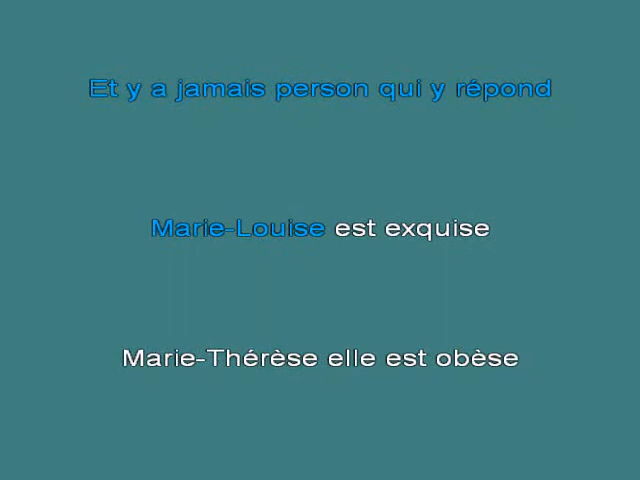 Et y a jamais person qui y répond
Marie-Louise est exquise
Marie-Thérèse elle est obèse